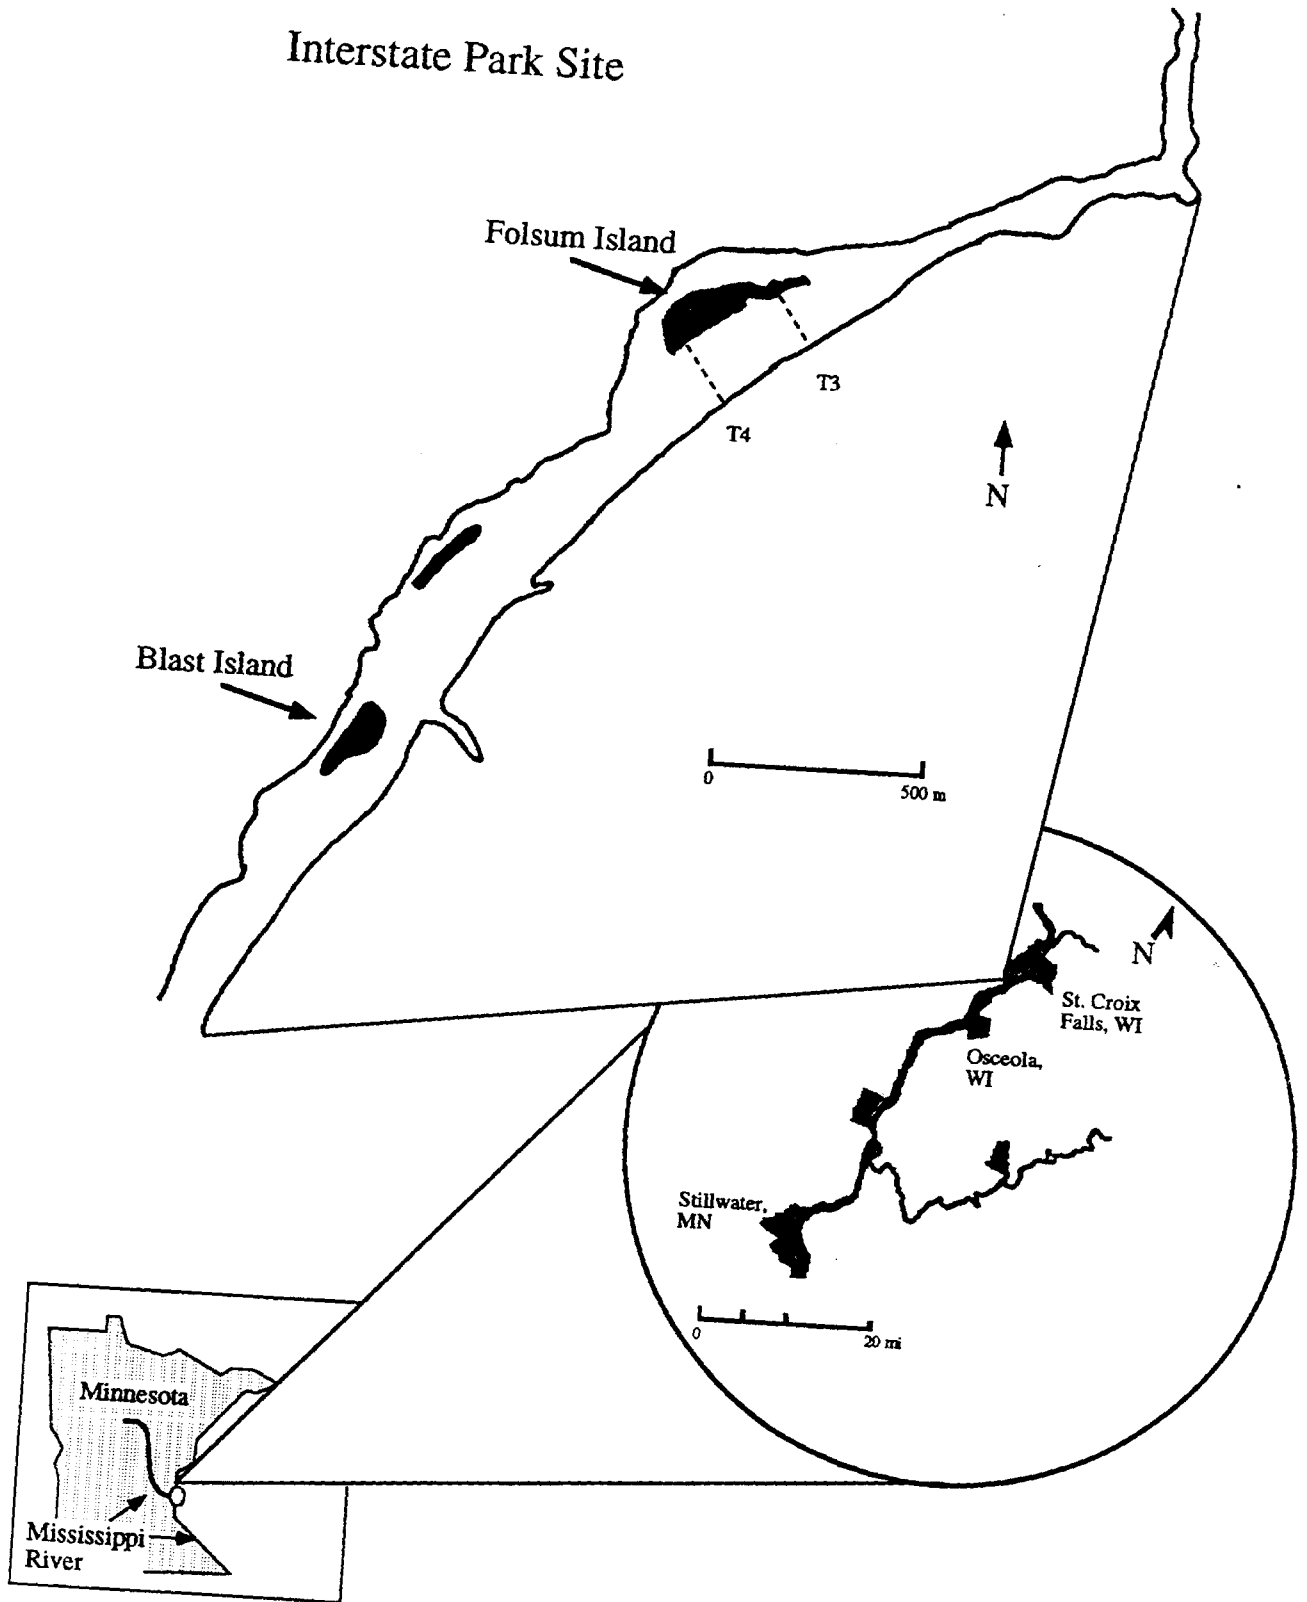 Interstate Park Site
Folsum Island
T3
T4
N
Blast Island
0
500 m
N
St. Croix
Falls, WI
Osceola,
WI
Stillwater,
MN
0
20 mi
Minnesota
Mississippi
River